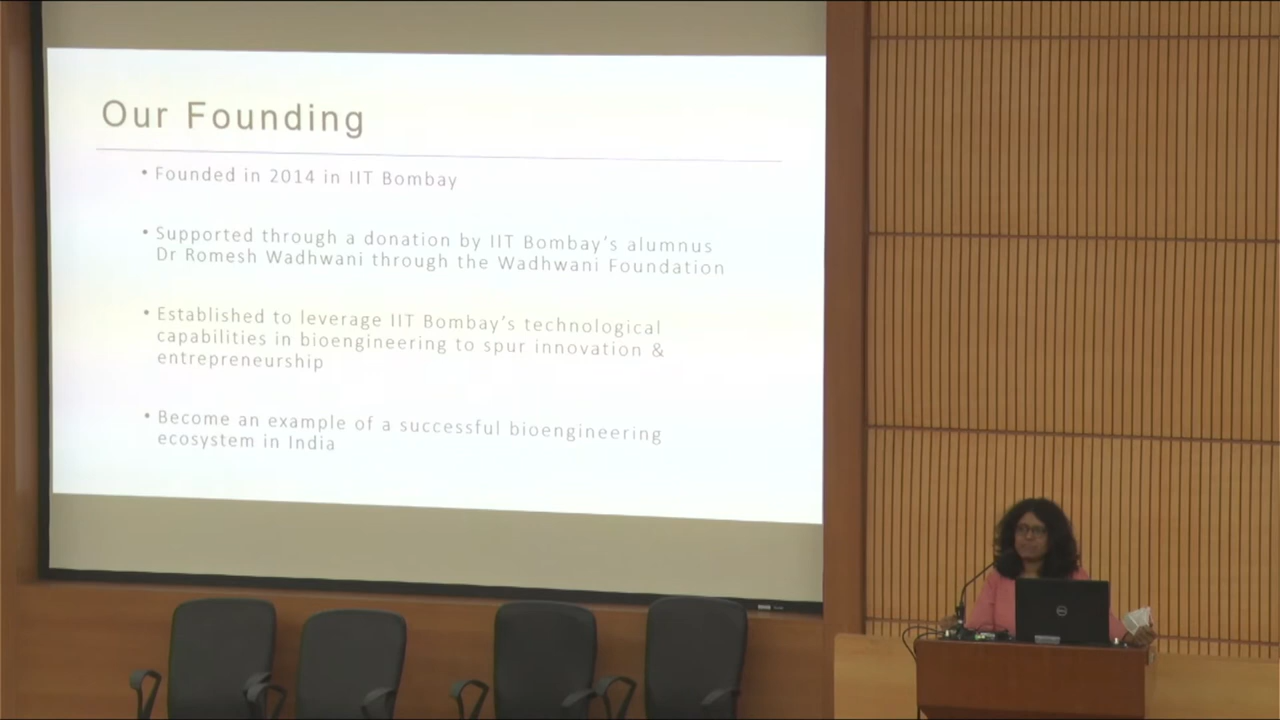 Our Founding
• Founded in 2014 in IIT Bombay
• Supported through a donation by IIT Bombay's alumnus
Dr Romesh Wadhwani through the Wadhwani Foundation
• Established to leverage IIT Bombay's technological
capabilities in bioengineering to spur innovation &
entrepreneurship
• Become an example of a successful bioengineering
ecosystem in India
DELL